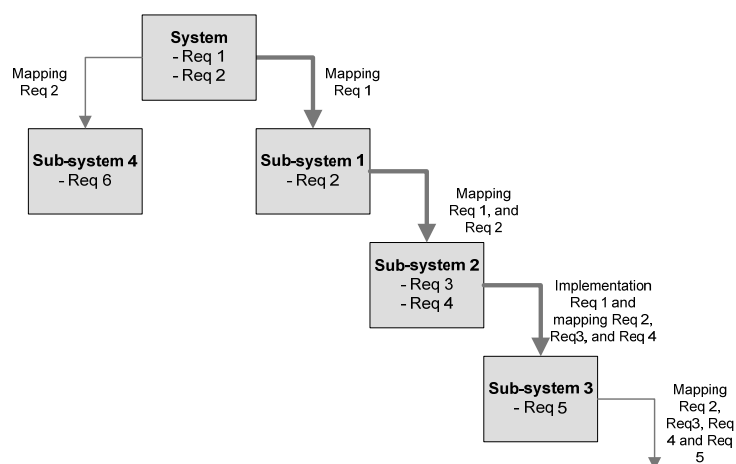 System
- Req 1
- Req 2
Mapping
Req 2
Mapping
Req 1
Sub-system 4
- Req 6
Sub-system 1
- Req 2
Mapping
Req 1, and
Req 2
Sub-system 2
- Req 3
- Req 4
Implementation
Req 1 and
mapping Req 2,
Req3, and Req 4
Sub-system 3
- Req 5
Mapping
Req 2,
Req3, Req
4 and Req
5